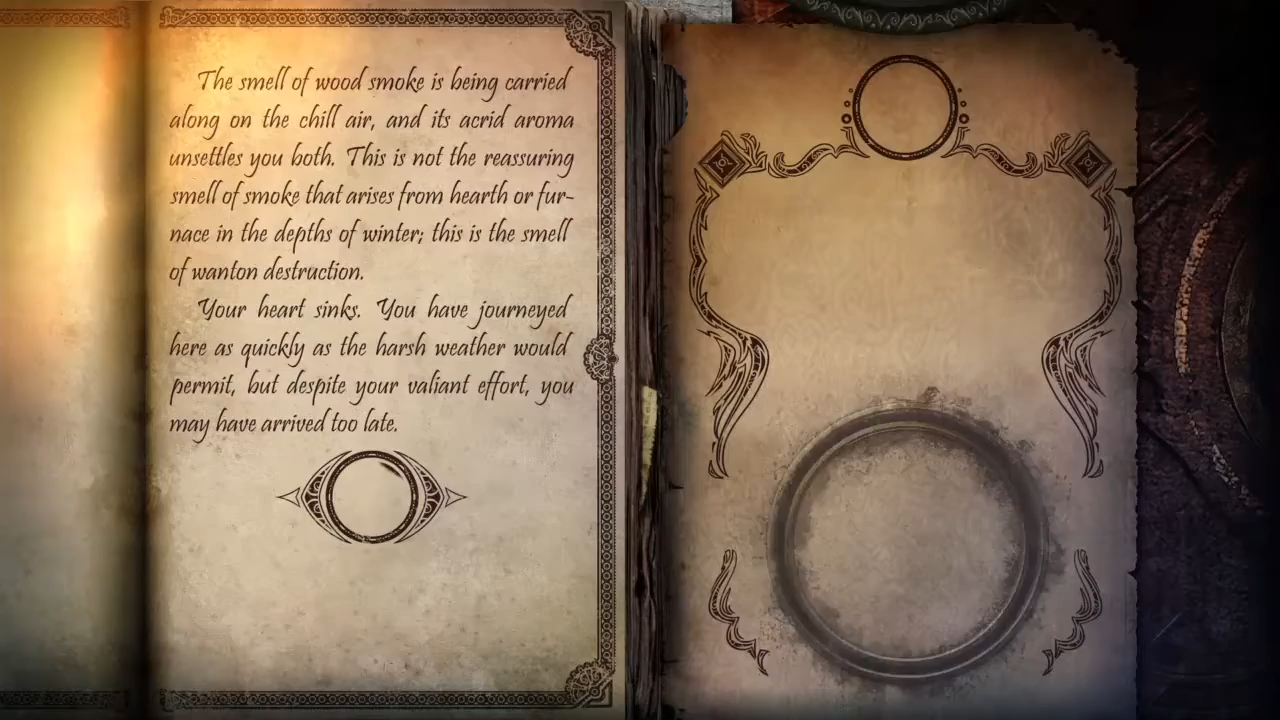 The smell of wood smoke is being carried
along on the chill air, and its acrid aroma
unsettles you both. This is not the reassuring
smell of smoke that arises from hearth or fur-
nace in the depths of winter; this is the smell
of wanton destruction.
Your heart sinks. You have journeyed
here as quickly as the harsh weather would
permit, but despite your valiant effort, you
may have arrived too late.